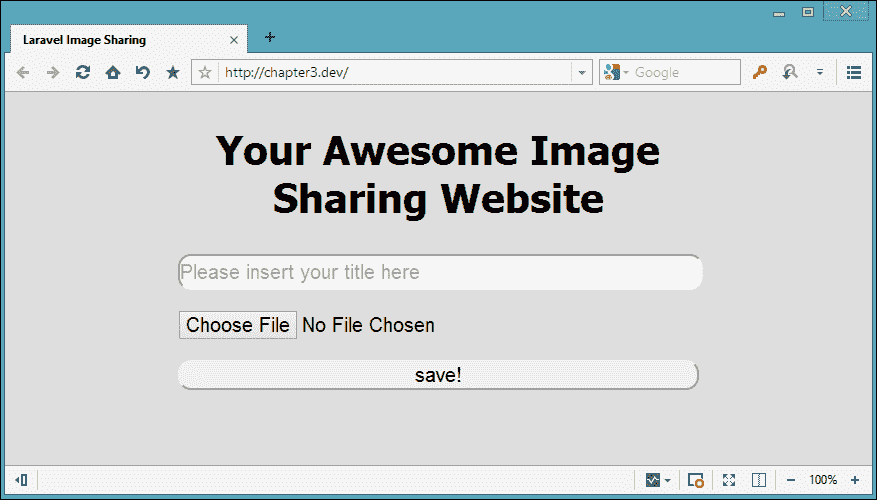 Laravel Image Sharing
http://chapter3.dev/
Google
Your Awesome Image
Sharing Website
Please insert your title here
Choose File No File Chosen
save!
100%